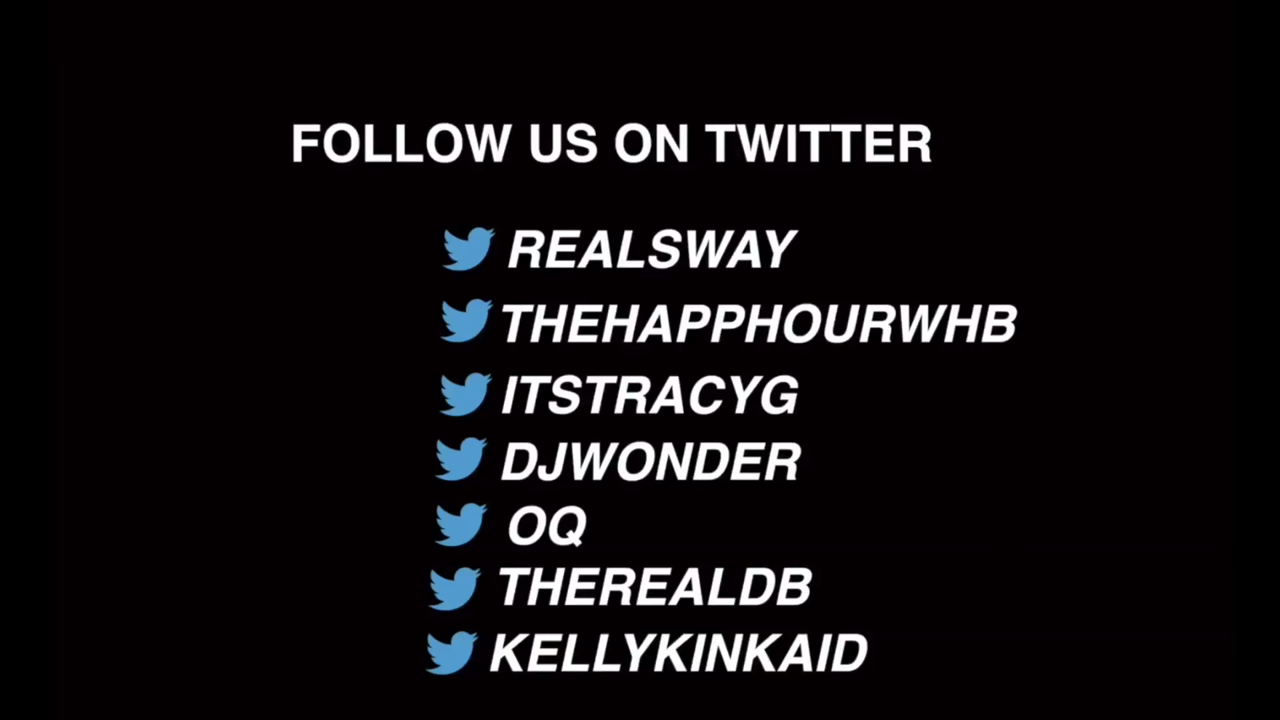 FOLLOW US ON TWITTER
REALSWAY
THEHAPPHOURWHB
ITSTRACYG
DJWONDER
OQ
THEREALDB
KELLYKINKAID